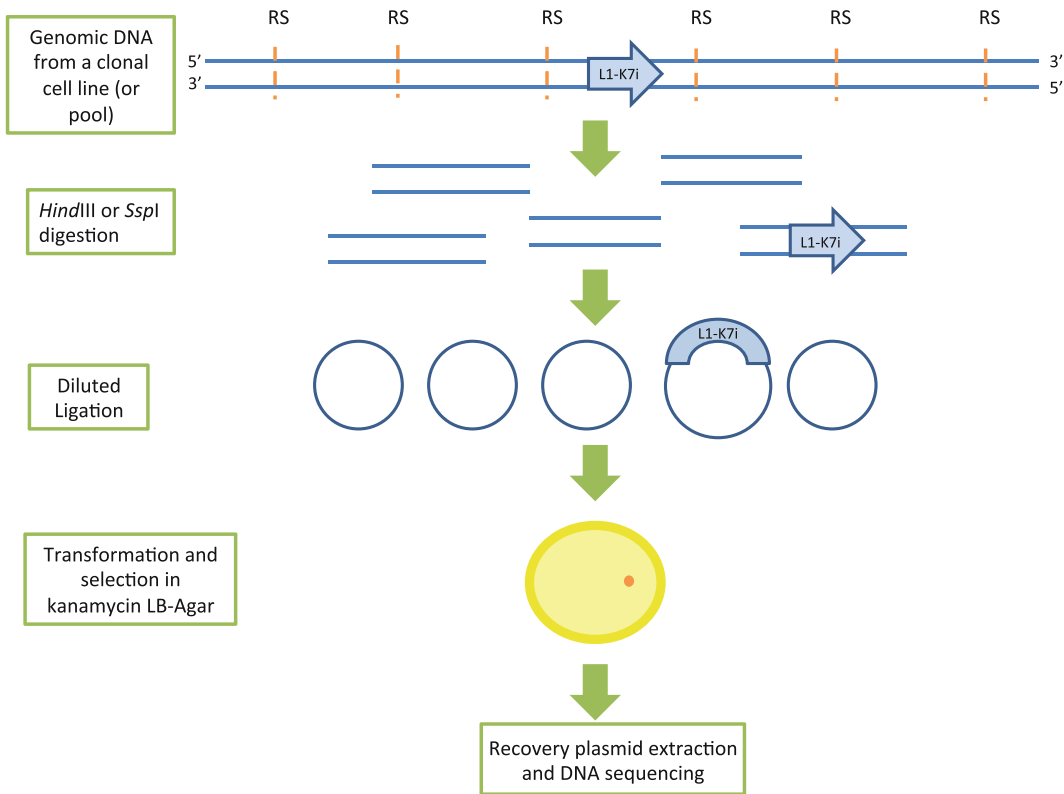 RS RS RS RS RS RS
Genomic DNA
from a clonal
cell line (or
pool)
5’ 3’
L1-K7i
3’ 5’
HindIII or SspI
digestion
L1-K7i
L1-K7i
Diluted
Ligation
Transformation and
selection in
kanamycin LB-Agar
Recovery plasmid extraction
and DNA sequencing